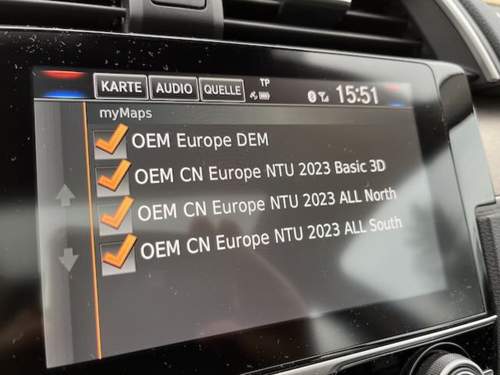 KARTE AUDIO QUELLE TP 15:51
myMaps
OEM Europe DEM
OEM CN Europe NTU 2023 Basic 3D
OEM CN Europe NTU 2023 ALL North
OEM CN Europe NTU 2023 ALL South